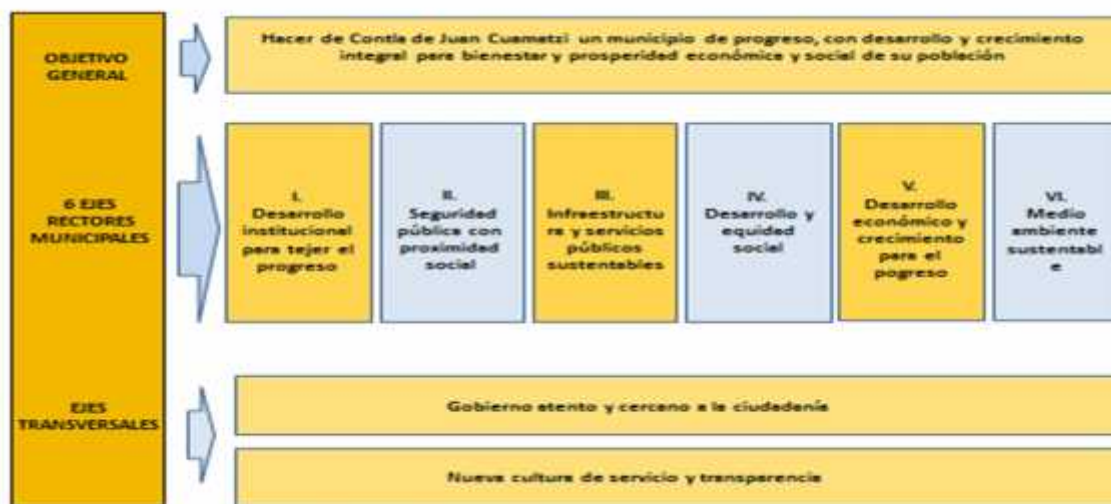 OBJETIVO
GENERAL
Hacer de Contla de Juan Cuamatzi un municipio de progreso, con desarrollo y crecimiento
integral para bienestar y prosperidad económica y social de su población
6 EJES
RECTORES
MUNICIPALES
I.
Desarrollo
institucional
para tejer el
progreso
II.
Seguridad
pública con
proximidad
social
III.
Infraestructu
ra y servicios
públicos
sustentables
IV.
Desarrollo y
equidad
social
V.
Desarrollo
económico y
crecimiento
para el
pogreso
VI.
Medio
ambiente
sustentabl
e
EJES
TRANSVERSALES
Gobierno atento y cercano a la ciudadanía
Nueva cultura de servicio y transparencia